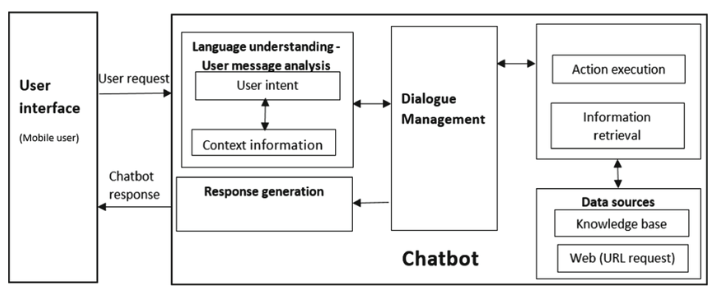 User
interface
(Mobile user)
User request
Chatbot
response
Language understanding -
User message analysis
User intent
Context information
Response generation
Dialogue
Management
Action execution
Information
retrieval
Data sources
Knowledge base
Web (URL request)
Chatbot